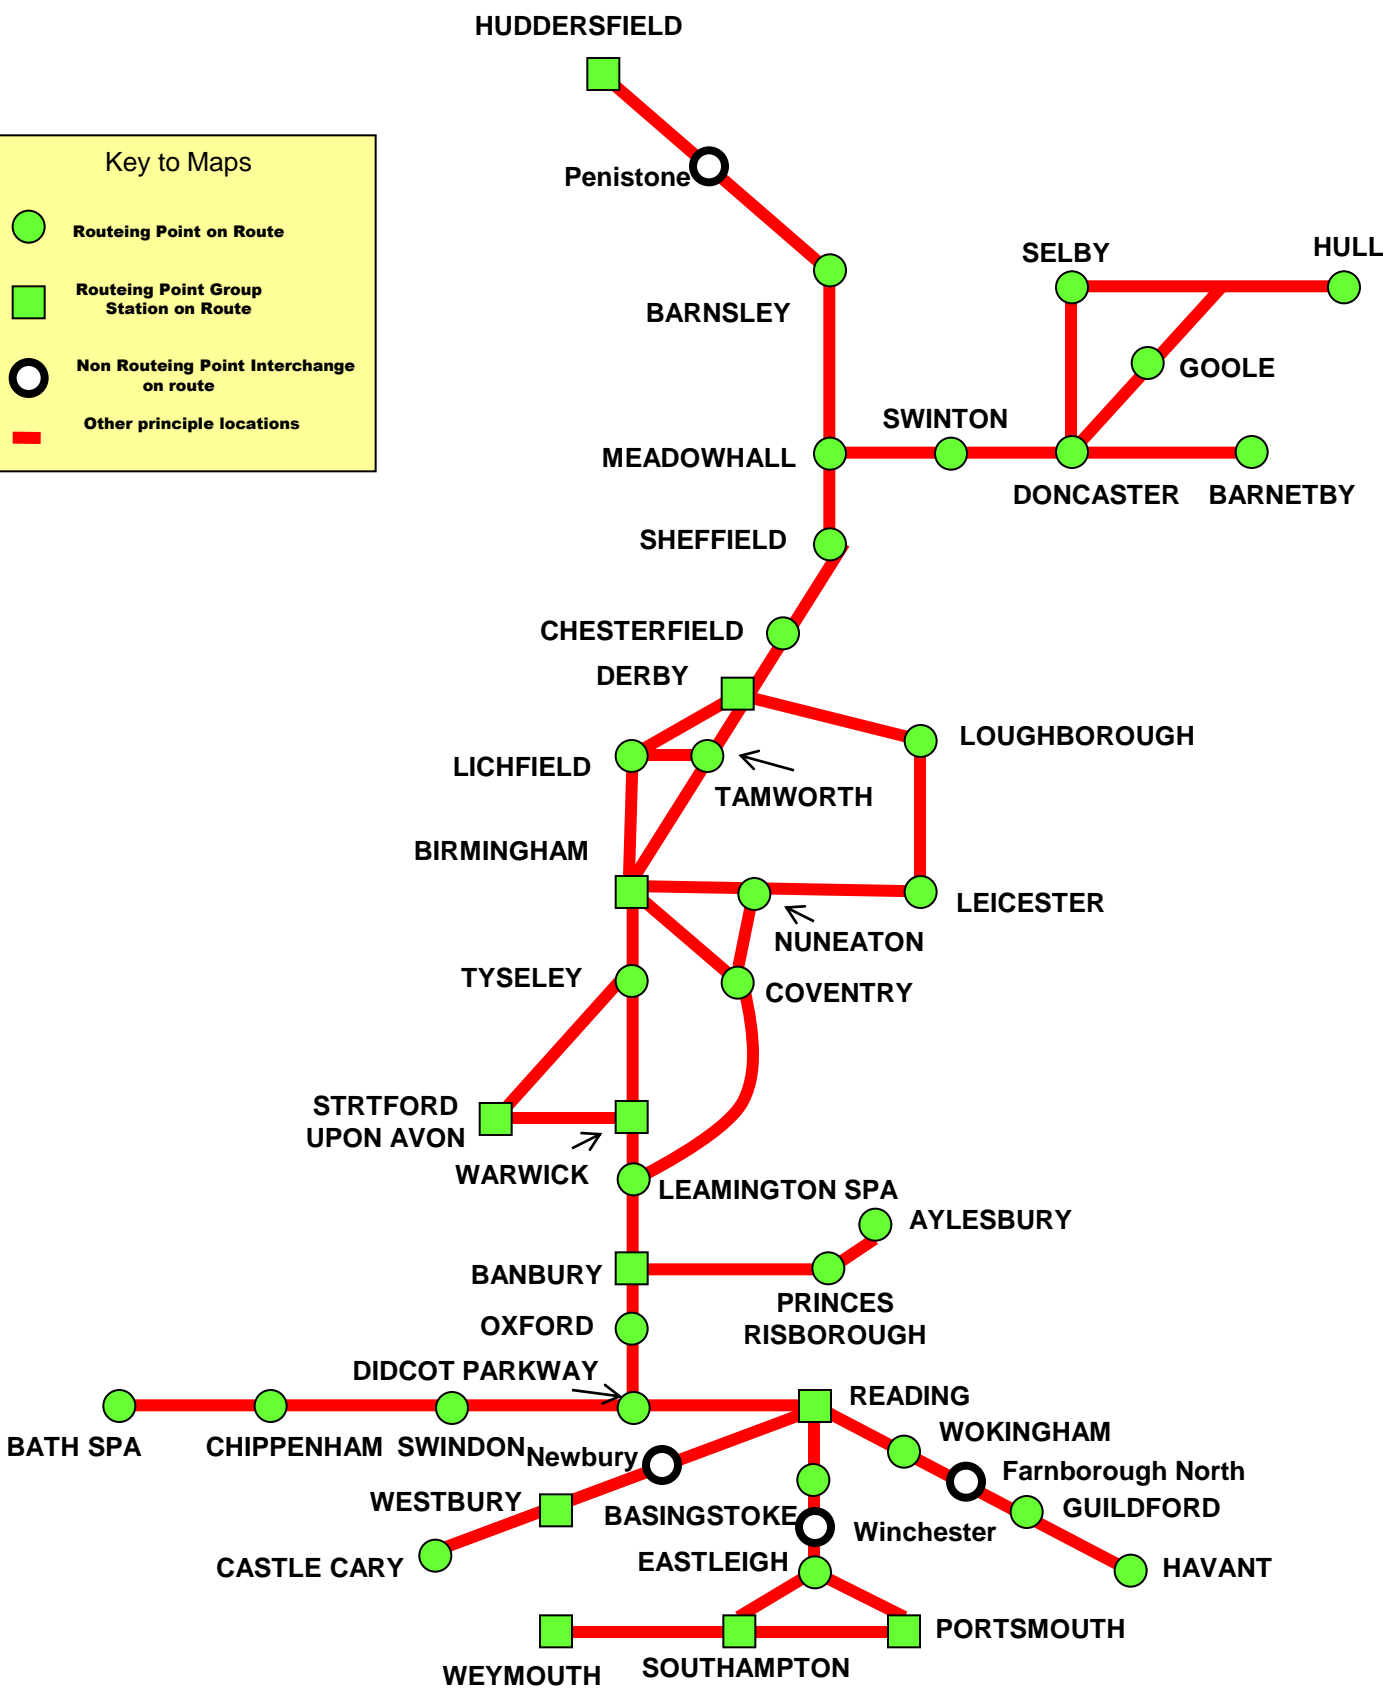 HUDDERSFIELD
Key to Maps
Penistone
Routeing Point on Route
SELBY
HULL
Routeing Point Group
Station on Route
BARNSLEY
Non Routeing Point Interchange
on route
GOOLE
Other principle locations
SWINTON
MEADOWHALL
DONCASTER
BARNETBY
SHEFFIELD
CHESTERFIELD
DERBY
LOUGHBOROUGH
LICHFIELD
TAMWORTH
BIRMINGHAM
LEICESTER
NUNEATON
TYSELEY
COVENTRY
STRTFORD
UPON AVON
WARWICK
LEAMINGTON SPA
AYLESBURY
BANBURY
PRINCES
RISBOROUGH
OXFORD
DIDCOT PARKWAY
READING
WOKINGHAM
BATH SPA
CHIPPENHAM
SWINDON
Newbury
Farnborough North
GUILDFORD
WESTBURY
BASINGSTOKE
Winchester
CASTLE CARY
EASTLEIGH
HAVANT
PORTSMOUTH
WEYMOUTH
SOUTHAMPTON